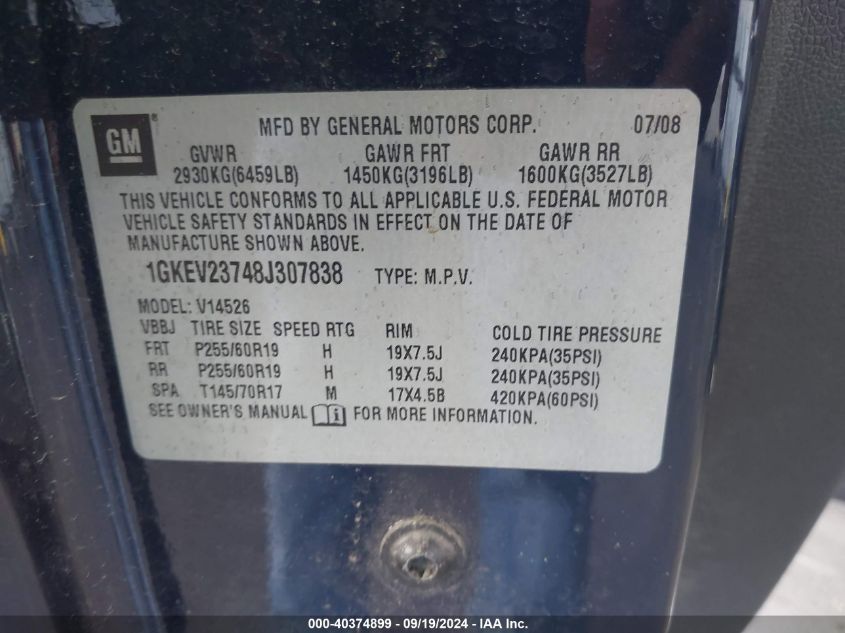 GM® MFD BY GENERAL MOTORS CORP. 07/08
GVWR GAWR FRT GAWR RR
2930KG(6459LB) 1450KG(3196LB) 1600KG(3527LB)
THIS VEHICLE CONFORMS TO ALL APPLICABLE U.S. FEDERAL MOTOR
VEHICLE SAFETY STANDARDS IN EFFECT ON THE DATE OF
MANUFACTURE SHOWN ABOVE.
1GKEV23748J307838 TYPE: M.P.V.
MODEL: V14526
VBBJ TIRE SIZE SPEED RTG RIM COLD TIRE PRESSURE
FRT P255/60R19 H 19X7.5J 240KPA(35PSI)
RR P255/60R19 H 19X7.5J 240KPA(35PSI)
SPA T145/70R17 M 17X4.5B 420KPA(60PSI)
SEE OWNER'S MANUAL FOR MORE INFORMATION.
000-40374899 - 09/19/2024 - IAA Inc.